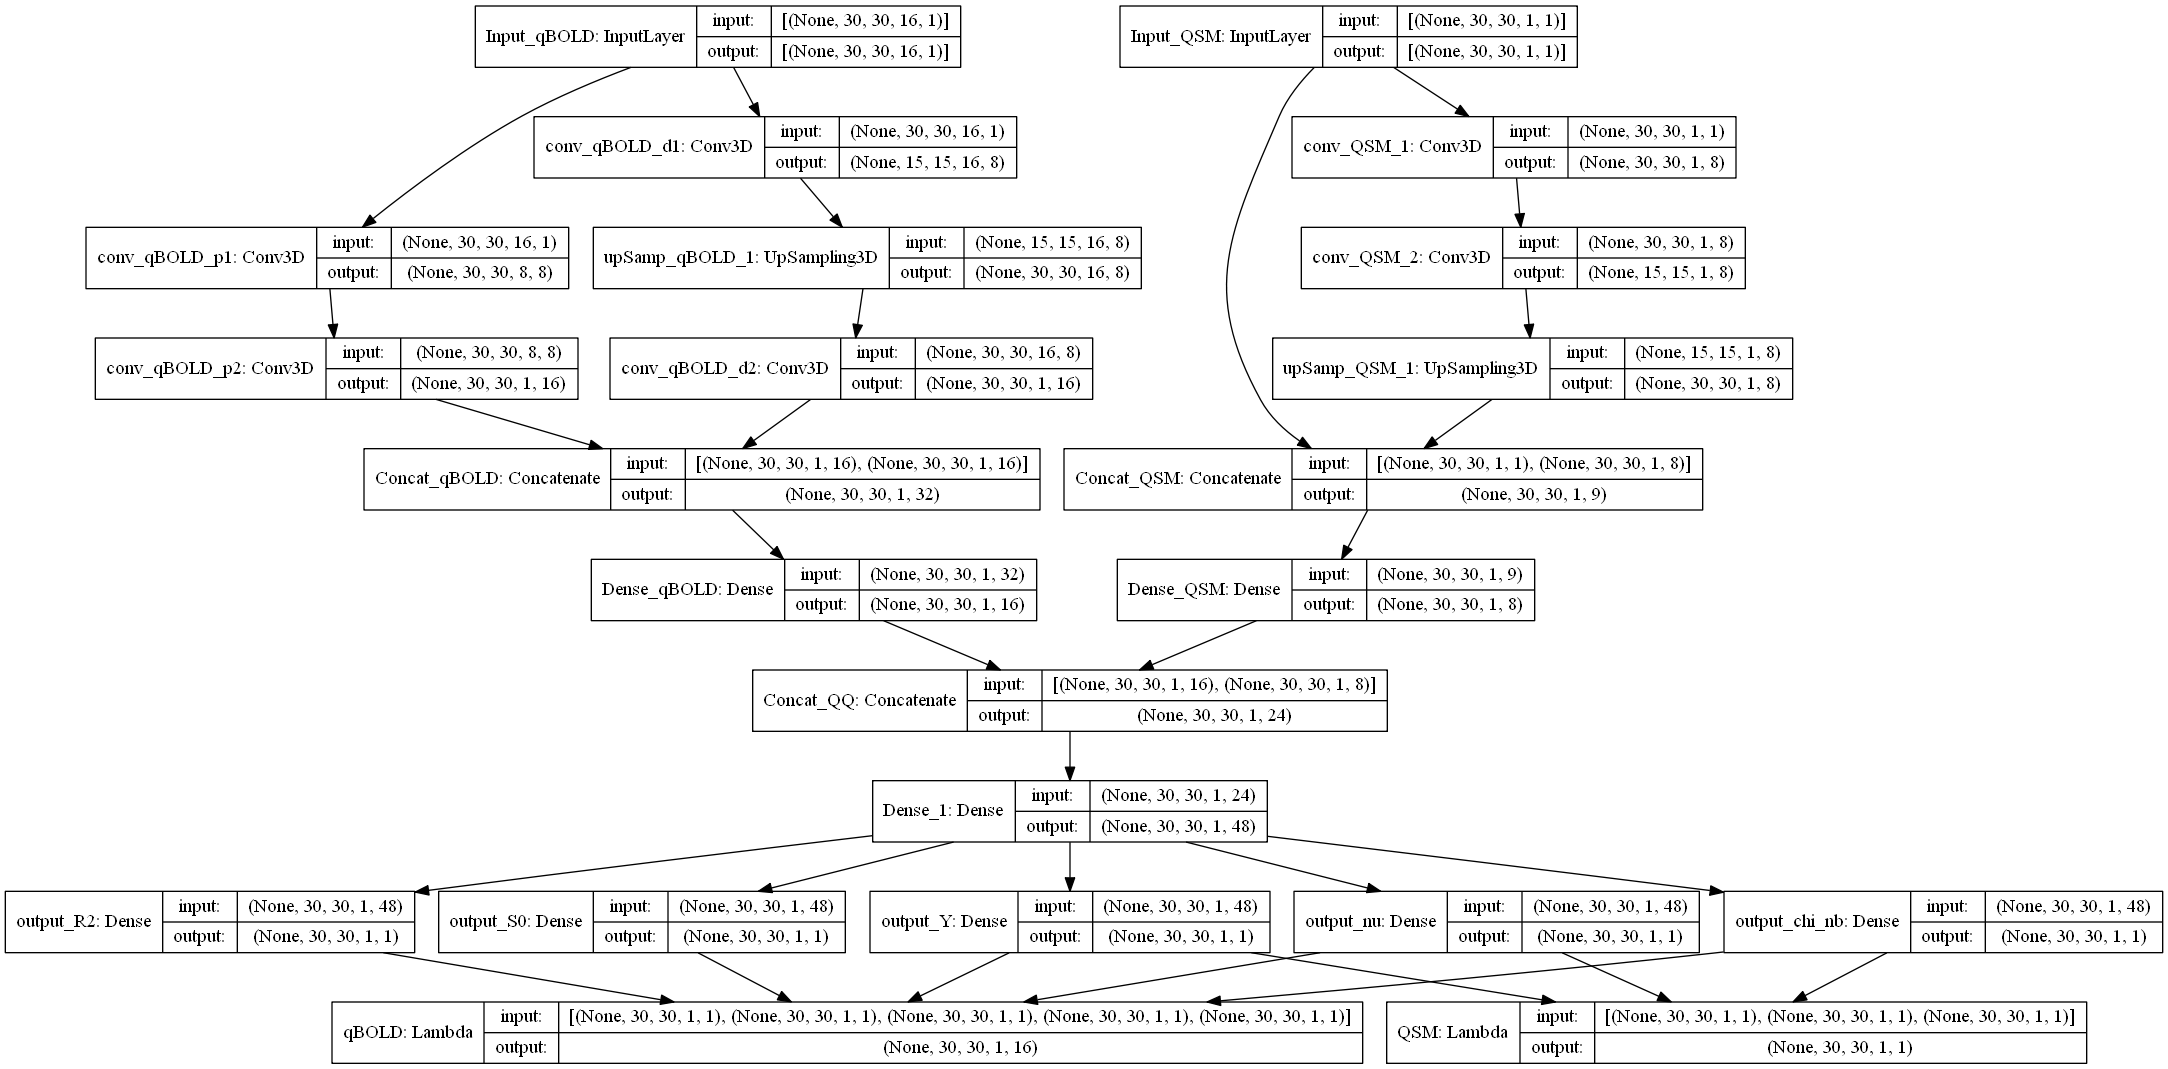 Input_qBOLD: InputLayer
input: [(None, 30, 30, 16, 1)]
output: [(None, 30, 30, 16, 1)]
Input_QSM: InputLayer
input: [(None, 30, 30, 1, 1)]
output: [(None, 30, 30, 1, 1)]
conv_qBOLD_d1: Conv3D
input: (None, 30, 30, 16, 1)
output: (None, 15, 15, 16, 8)
conv_QSM_1: Conv3D
input: (None, 30, 30, 1, 1)
output: (None, 30, 30, 1, 8)
conv_qBOLD_p1: Conv3D
input: (None, 30, 30, 16, 1)
output: (None, 30, 30, 8, 8)
upSamp_qBOLD_1: UpSampling3D
input: (None, 15, 15, 16, 8)
output: (None, 30, 30, 16, 8)
conv_QSM_2: Conv3D
input: (None, 30, 30, 1, 8)
output: (None, 15, 15, 1, 8)
conv_qBOLD_p2: Conv3D
input: (None, 30, 30, 8, 8)
output: (None, 30, 30, 1, 16)
conv_qBOLD_d2: Conv3D
input: (None, 30, 30, 16, 8)
output: (None, 30, 30, 1, 16)
upSamp_QSM_1: UpSampling3D
input: (None, 15, 15, 1, 8)
output: (None, 30, 30, 1, 8)
Concat_qBOLD: Concatenate
input: [(None, 30, 30, 1, 16), (None, 30, 30, 1, 16)]
output: (None, 30, 30, 1, 32)
Concat_QSM: Concatenate
input: [(None, 30, 30, 1, 1), (None, 30, 30, 1, 8)]
output: (None, 30, 30, 1, 9)
Dense_qBOLD: Dense
input: (None, 30, 30, 1, 32)
output: (None, 30, 30, 1, 16)
Dense_QSM: Dense
input: (None, 30, 30, 1, 9)
output: (None, 30, 30, 1, 8)
Concat_QQ: Concatenate
input: [(None, 30, 30, 1, 16), (None, 30, 30, 1, 8)]
output: (None, 30, 30, 1, 24)
Dense_1: Dense
input: (None, 30, 30, 1, 24)
output: (None, 30, 30, 1, 48)
output_R2: Dense
input: (None, 30, 30, 1, 48)
output: (None, 30, 30, 1, 1)
output_S0: Dense
input: (None, 30, 30, 1, 48)
output: (None, 30, 30, 1, 1)
output_Y: Dense
input: (None, 30, 30, 1, 48)
output: (None, 30, 30, 1, 1)
output_nu: Dense
input: (None, 30, 30, 1, 48)
output: (None, 30, 30, 1, 1)
output_chi_nb: Dense
input: (None, 30, 30, 1, 48)
output: (None, 30, 30, 1, 1)
qBOLD: Lambda
input: [(None, 30, 30, 1, 1), (None, 30, 30, 1, 1), (None, 30, 30, 1, 1), (None, 30, 30, 1, 1), (None, 30, 30, 1, 1)]
output: (None, 30, 30, 1, 16)
QSM: Lambda
input: [(None, 30, 30, 1, 1), (None, 30, 30, 1, 1), (None, 30, 30, 1, 1)]
output: (None, 30, 30, 1, 1)